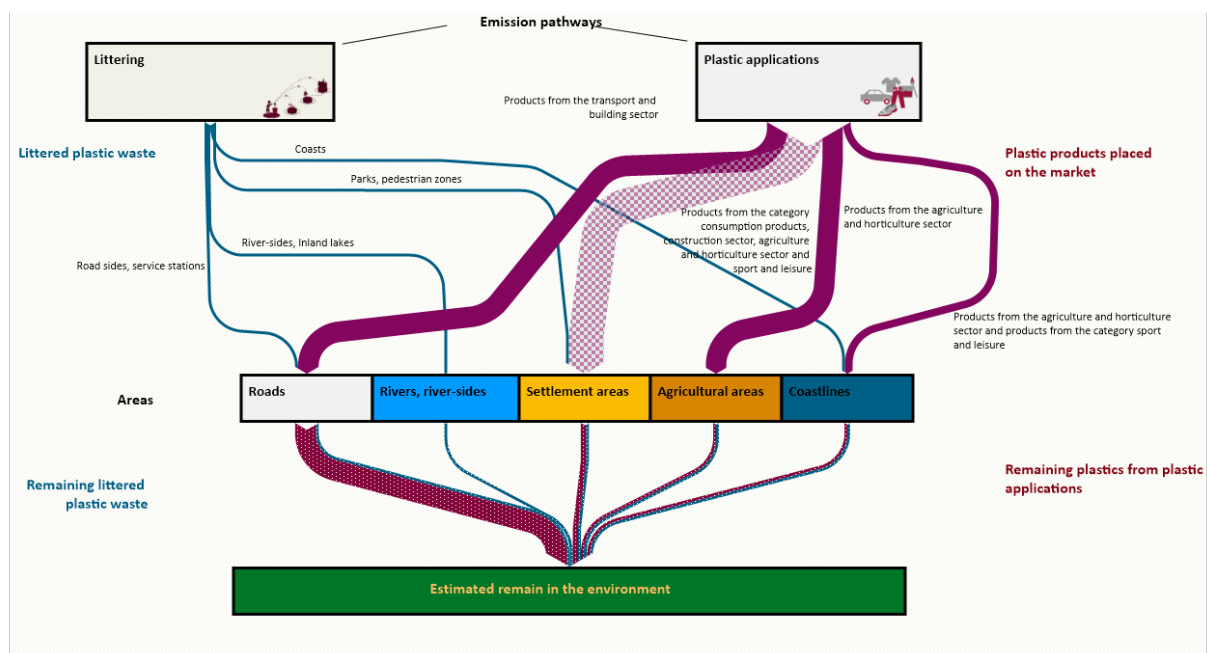 Emission pathways
Littering
Plastic applications
Products from the transport and
building sector
Littered plastic waste
Coasts
Plastic products placed
on the market
Parks, pedestrian zones
Products from the category
consumption products,
construction sector, agriculture
and horticulture sector and
sport and leisure
Products from the agriculture
and horticulture sector
River-sides, Inland lakes
Road sides, service stations
Products from the agriculture and horticulture
sector and products from the category sport
and leisure
Areas
Roads
Rivers, river-sides
Settlement areas
Agricultural areas
Coastlines
Remaining littered
plastic waste
Remaining plastics from plastic
applications
Estimated remain in the environment